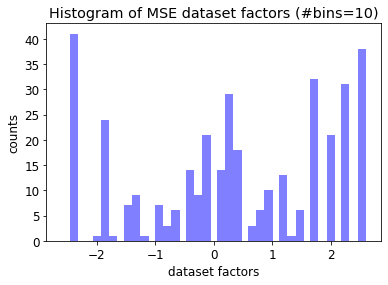 Histogram of MSE dataset factors (#bins=10)
counts
40
35
30
25
20
15
10
5
0
−2 −1 0 1 2
dataset factors